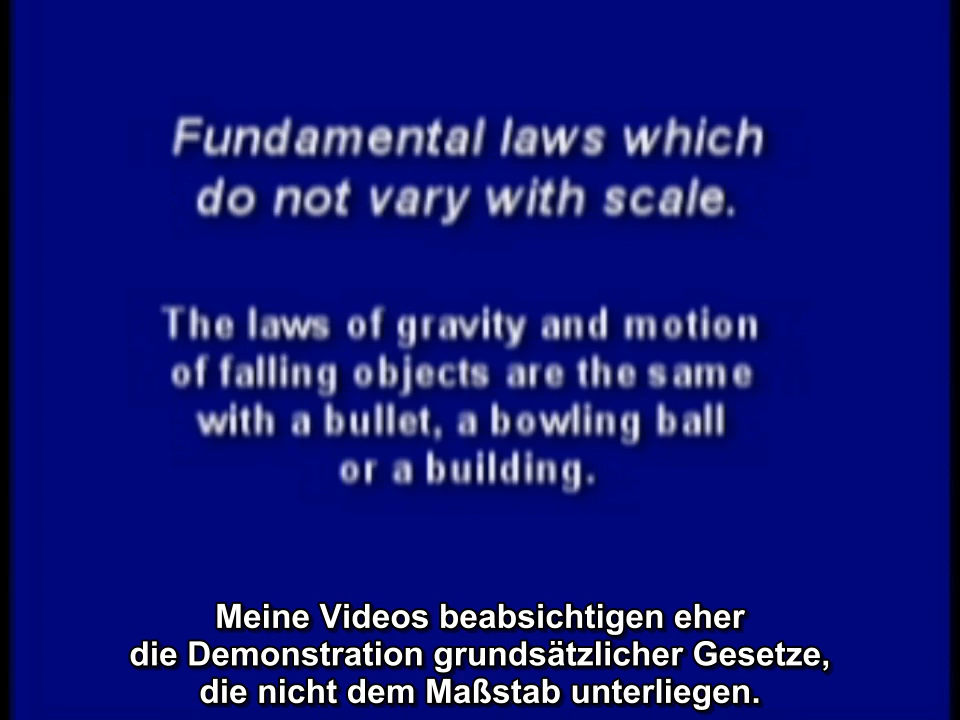 Fundamental laws which
do not vary with scale.
The laws of gravity and motion
of falling objects are the same
with a bullet, a bowling ball
or a building.
Meine Videos beabsichtigen eher
die Demonstration grundsätzlicher Gesetze,
die nicht dem Maßstab unterliegen.